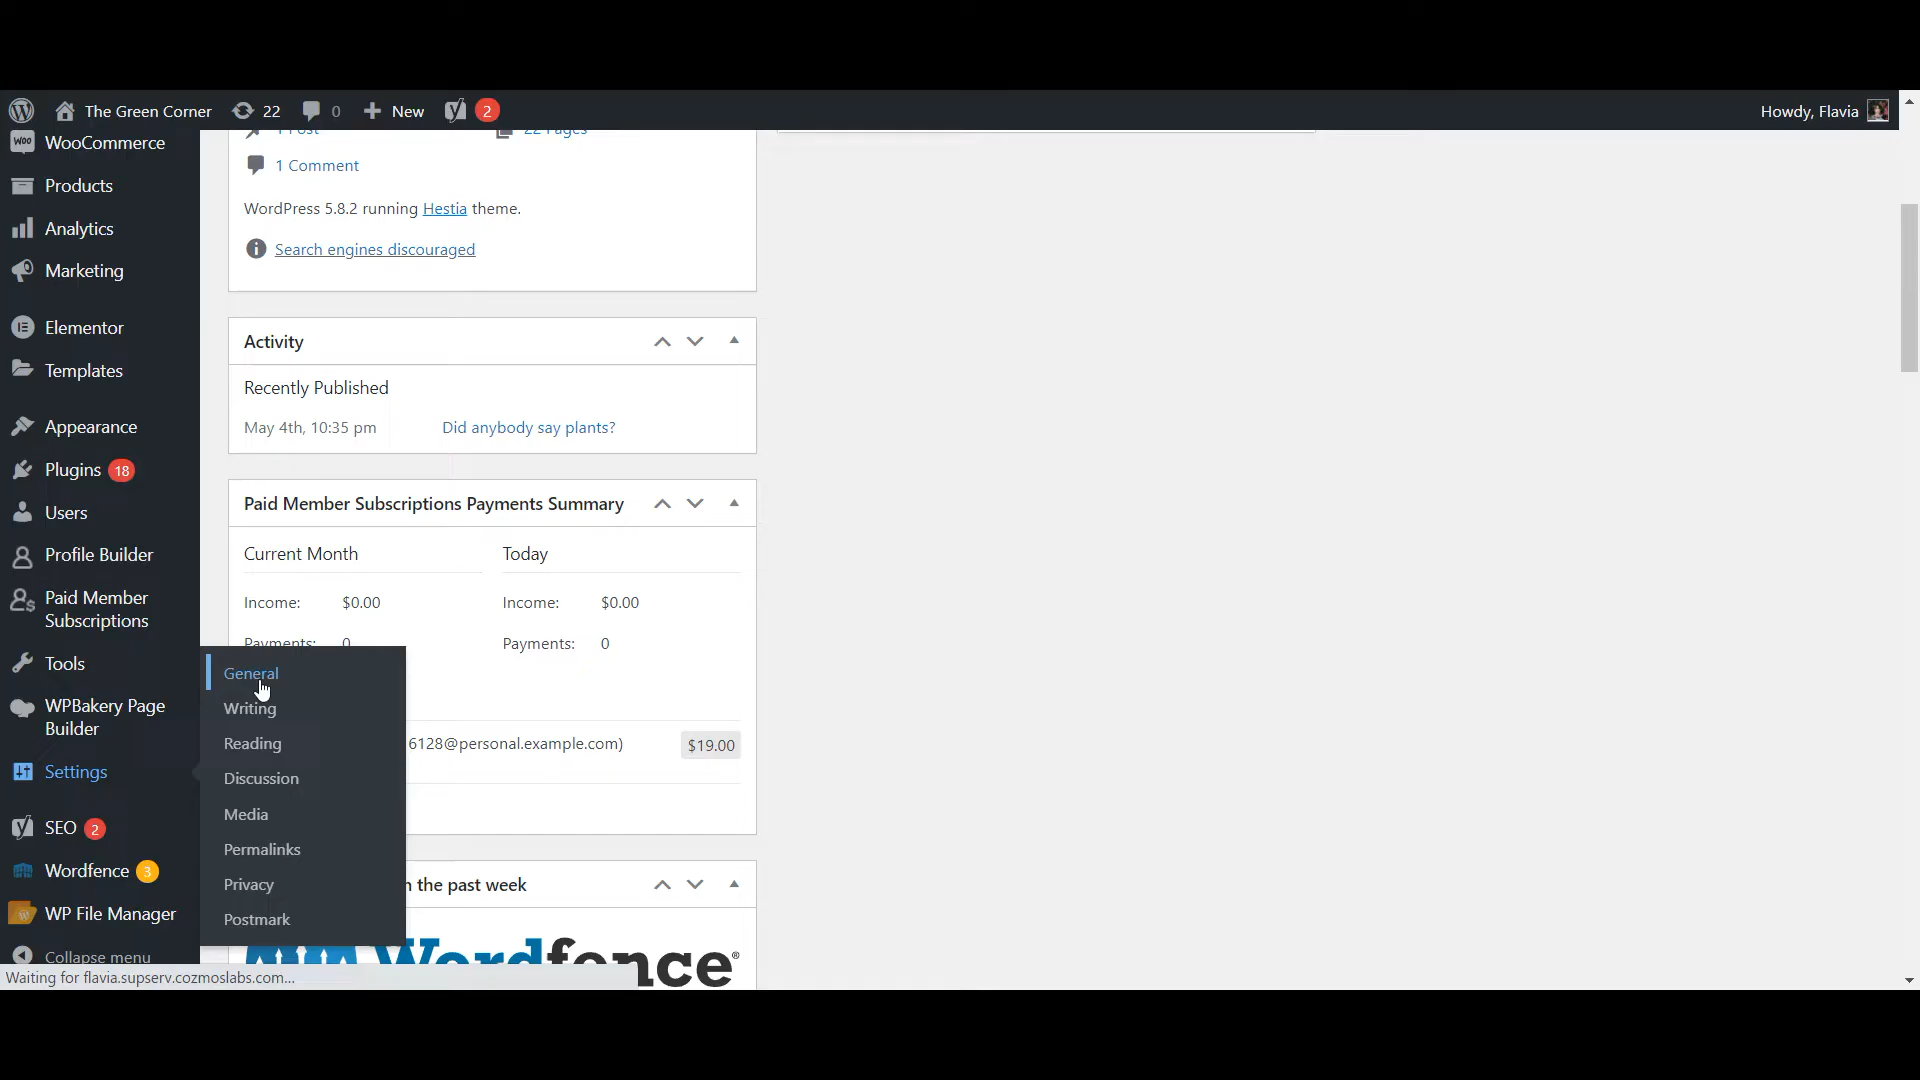 The Green Corner 22 0 + New 2 Howdy, Flavia
WooCommerce
Products
Analytics
Marketing
Elementor
Templates
Appearance
Plugins 18
Users
Profile Builder
Paid Member
Subscriptions
Tools
WPBakery Page
Builder
Settings
SEO 2
Wordfence 3
WP File Manager
Collapse menu
General
Writing
Reading
Discussion
Media
Permalinks
Privacy
Postmark
1 Post 22 Pages
1 Comment
WordPress 5.8.2 running Hestia theme.
Search engines discouraged
Activity
Recently Published
May 4th, 10:35 pm Did anybody say plants?
Paid Member Subscriptions Payments Summary
Current Month Today
Income: $0.00 Income: $0.00
Payments: 0 Payments: 0
6128@personal.example.com) $19.00
the past week
Wordfence®
Waiting for flavia.supserv.cozmoslabs.com...